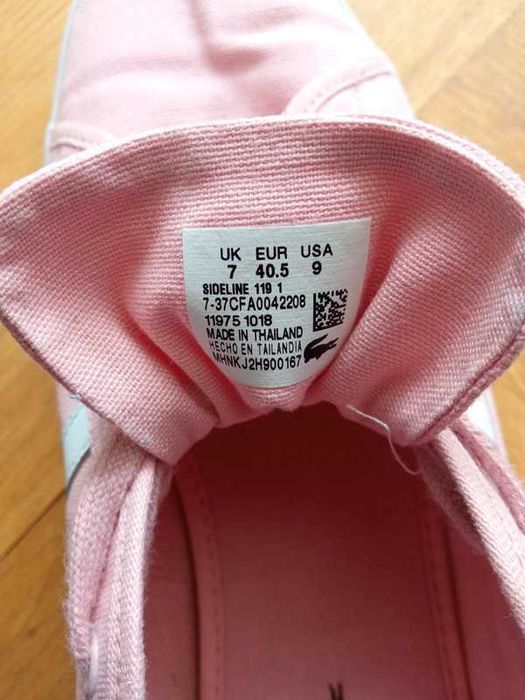 UK EUR USA
7 40.5 9
SIDELINE 119 1
7-37CFA0042208
11975 1018
MADE IN THAILAND
HECHO EN TAILANDIA
MHNKJ2H900167